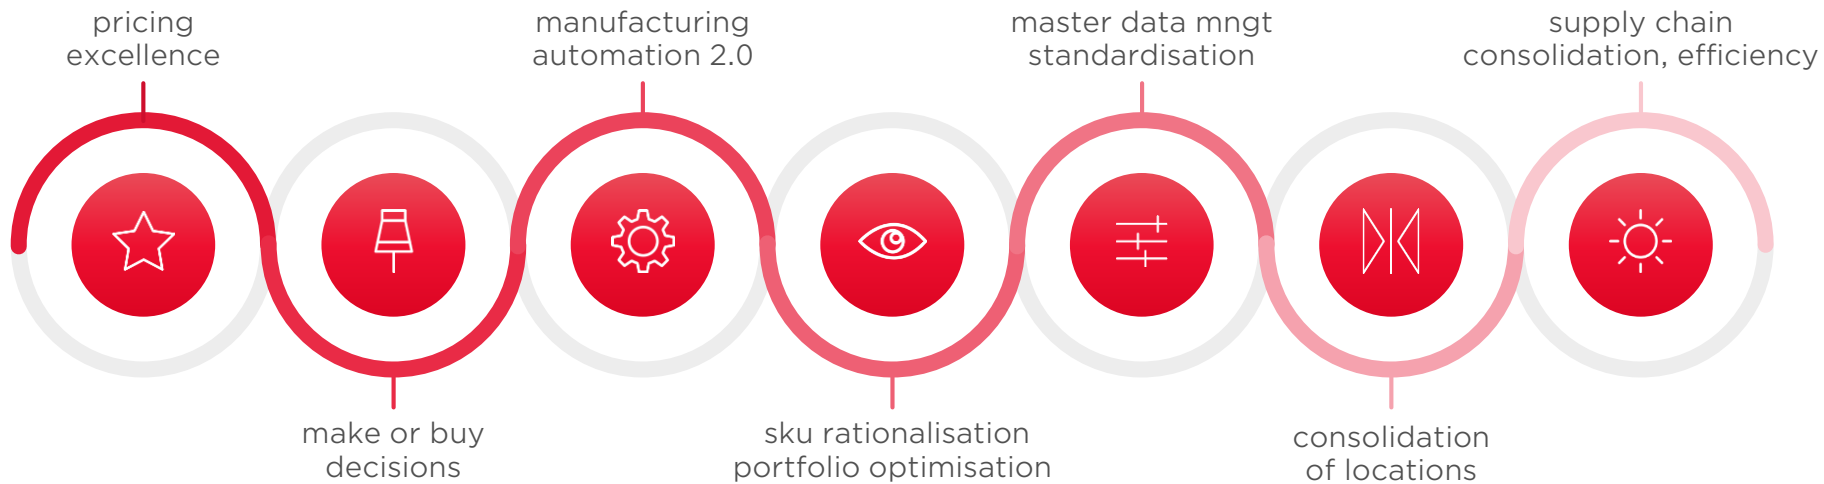 pricing
excellence
manufacturing
automation 2.0
master data mngt
standardisation
supply chain
consolidation, efficiency
make or buy
decisions
sku rationalisation
portfolio optimisation
consolidation
of locations